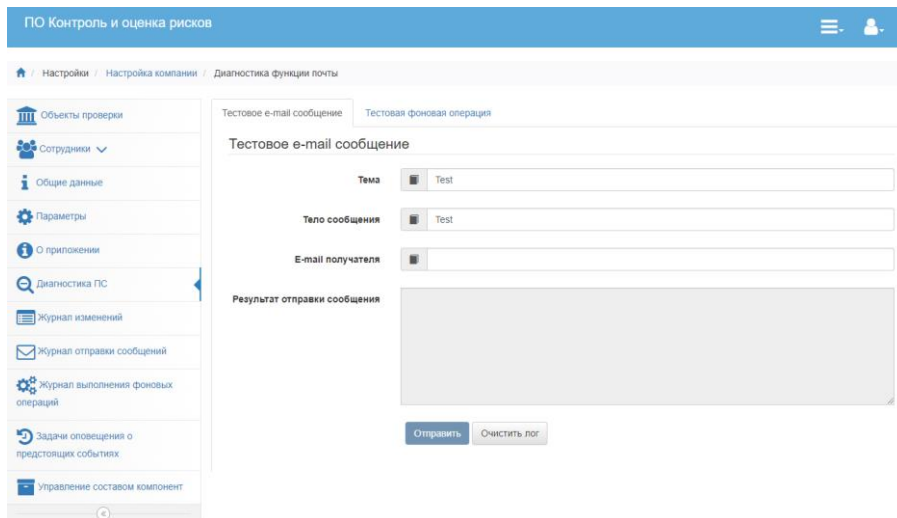 ПО Контроль и оценка рисков
/ Настройки / Настройка компании / Диагностика функции почты
Объекты проверки
Сотрудники
Общие данные
Параметры
О приложении
Диагностика ПС
Журнал изменений
Журнал отправки сообщений
Журнал выполнения фоновых
операций
Задачи оповещения о
предстоящих событиях
Управление составом компонент
Тестовое e-mail сообщение
Тестовая фоновая операция
Тестовое e-mail сообщение
Тема
Test
Тело сообщения
Test
E-mail получателя
Результат отправки сообщения
Отправить
Очистить лог